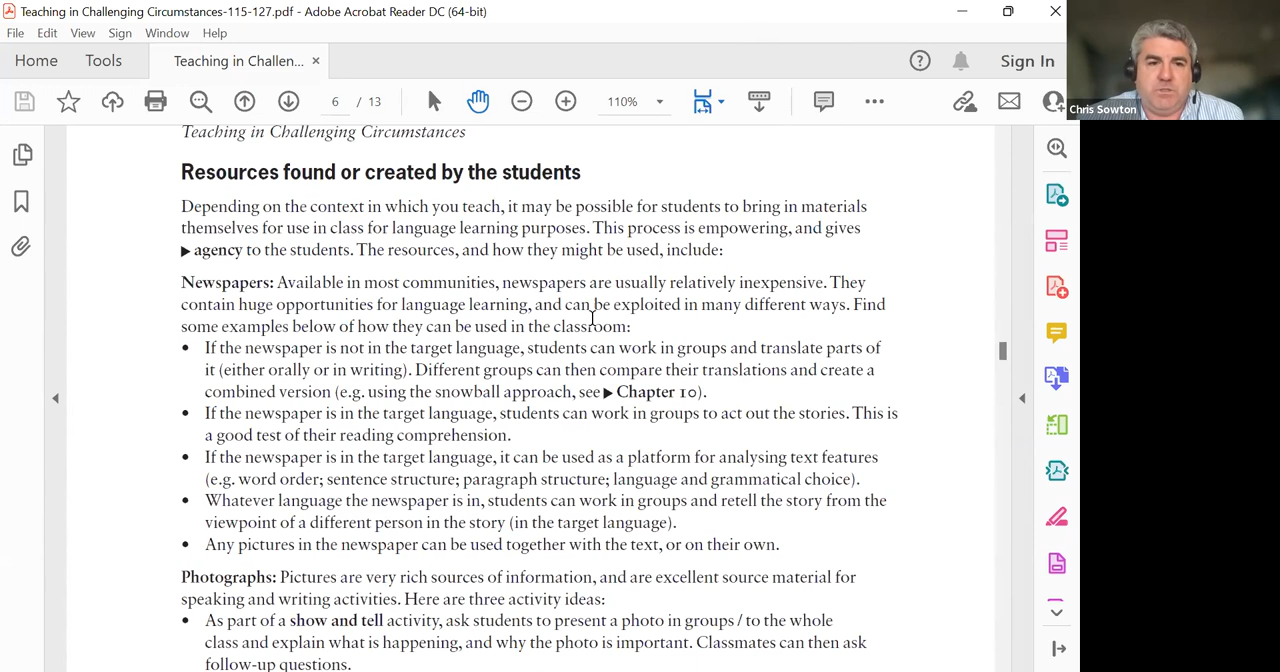 Teaching in Challenging Circumstances-115-127.pdf - Adobe Acrobat Reader DC (64-bit)
File Edit View Sign Window Help
Home Tools Teaching in Challen... × Sign In
6 / 13 110%
Chris Sowton
Teaching in Challenging Circumstances
Resources found or created by the students
Depending on the context in which you teach, it may be possible for students to bring in materials
themselves for use in class for language learning purposes. This process is empowering, and gives
▶ agency to the students. The resources, and how they might be used, include:
Newspapers: Available in most communities, newspapers are usually relatively inexpensive. They
contain huge opportunities for language learning, and can be exploited in many different ways. Find
some examples below of how they can be used in the classroom:
• If the newspaper is not in the target language, students can work in groups and translate parts of
it (either orally or in writing). Different groups can then compare their translations and create a
combined version (e.g. using the snowball approach, see ▶ Chapter 10).
• If the newspaper is in the target language, students can work in groups to act out the stories. This is
a good test of their reading comprehension.
• If the newspaper is in the target language, it can be used as a platform for analysing text features
(e.g. word order; sentence structure; paragraph structure; language and grammatical choice).
• Whatever language the newspaper is in, students can work in groups and retell the story from the
viewpoint of a different person in the story (in the target language).
• Any pictures in the newspaper can be used together with the text, or on their own.
Photographs: Pictures are very rich sources of information, and are excellent source material for
speaking and writing activities. Here are three activity ideas:
• As part of a show and tell activity, ask students to present a photo in groups / to the whole
class and explain what is happening, and why the photo is important. Classmates can then ask
follow-up questions.